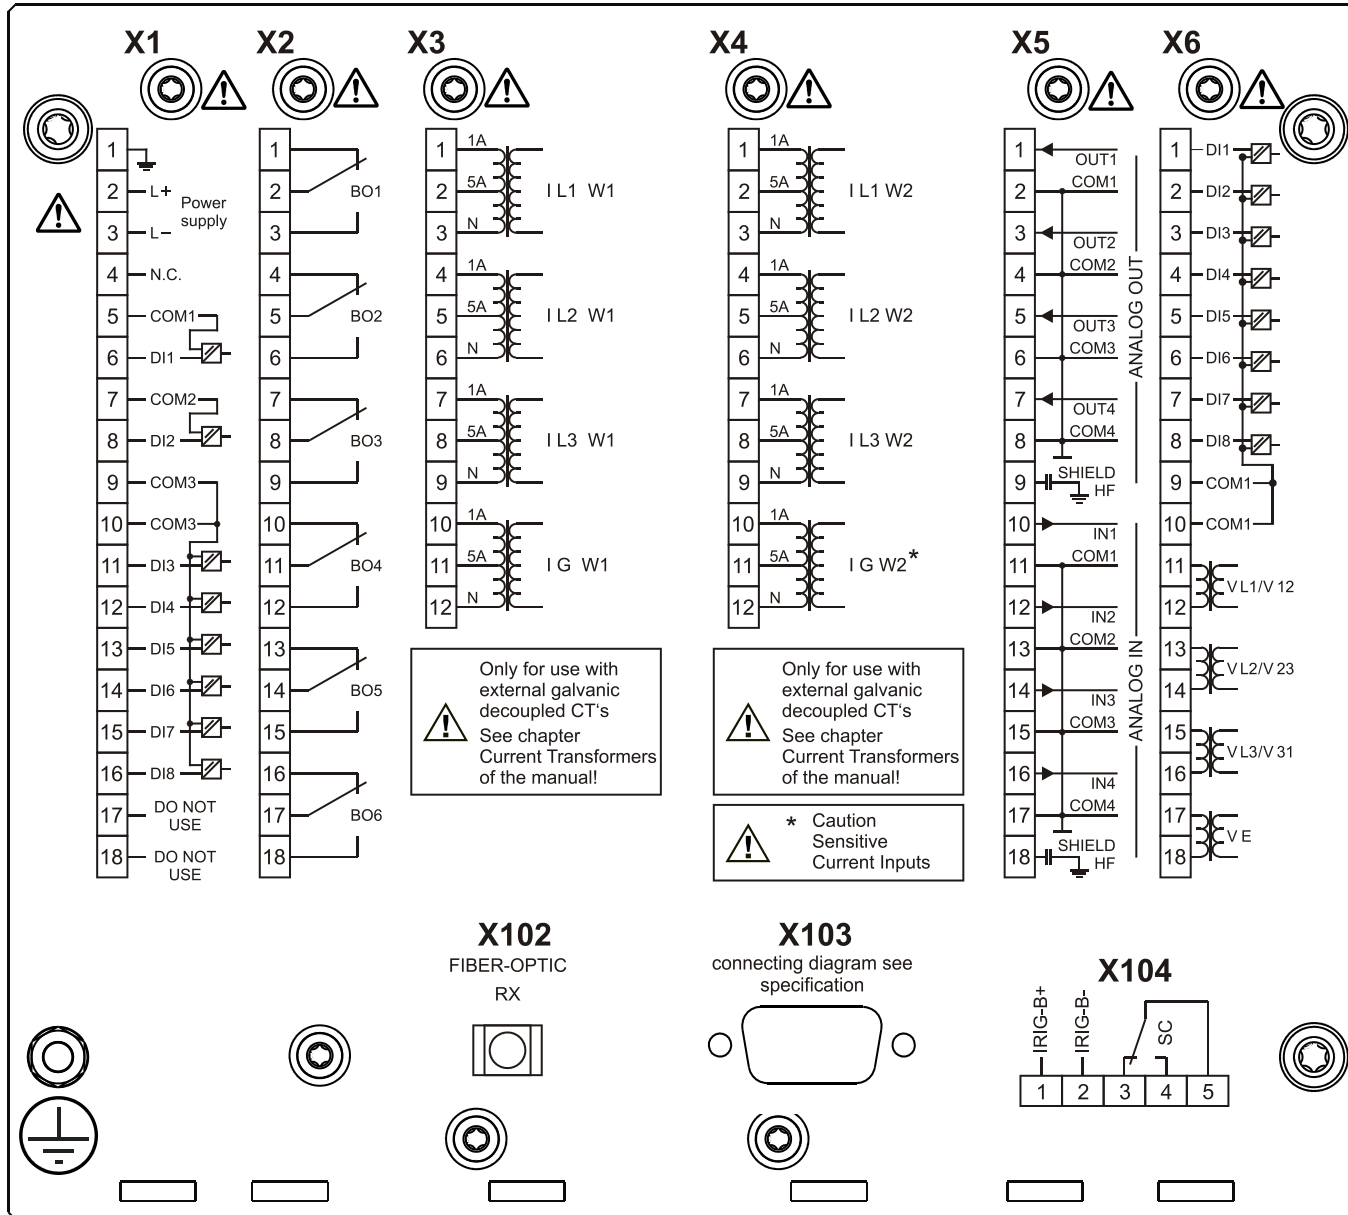 X1
1
2 L+ Power
3 L− supply
4 N.C.
5 COM1
6 DI1
7 COM2
8 DI2
9 COM3
10 COM3
11 DI3
12 DI4
13 DI5
14 DI6
15 DI7
16 DI8
17 DO NOT
USE
18 DO NOT
USE
X2
1
2 BO1
3
4
5 BO2
6
7
8 BO3
9
10
11 BO4
12
13
14 BO5
15
16
17 BO6
18
X3
1 1A
2 5A I L1 W1
3 N
4 1A
5 5A I L2 W1
6 N
7 1A
8 5A I L3 W1
9 N
10 1A
11 5A I G W1
12 N
Only for use with
external galvanic
decoupled CT's
See chapter
Current Transformers
of the manual!
X4
1 1A
2 5A I L1 W2
3 N
4 1A
5 5A I L2 W2
6 N
7 1A
8 5A I L3 W2
9 N
10 1A
11 5A I G W2*
12 N
Only for use with
external galvanic
decoupled CT's
See chapter
Current Transformers
of the manual!
* Caution
Sensitive
Current Inputs
X5
1 OUT1
2 COM1
3 OUT2
4 COM2
5 OUT3
6 COM3
7 OUT4
8 COM4
9 SHIELD
HF
ANALOG OUT
10 IN1
11 COM1
12 IN2
13 COM2
14 IN3
15 COM3
16 IN4
17 COM4
18 SHIELD
HF
ANALOG IN
X6
1 DI1
2 DI2
3 DI3
4 DI4
5 DI5
6 DI6
7 DI7
8 DI8
9 COM1
10 COM1
11
12 V L1/V 12
13
14 V L2/V 23
15
16 V L3/V 31
17
18 V E
X102
FIBER-OPTIC
RX
X103
connecting diagram see
specification
X104
IRIG-B+
IRIG-B-
SC
1 2 3 4 5